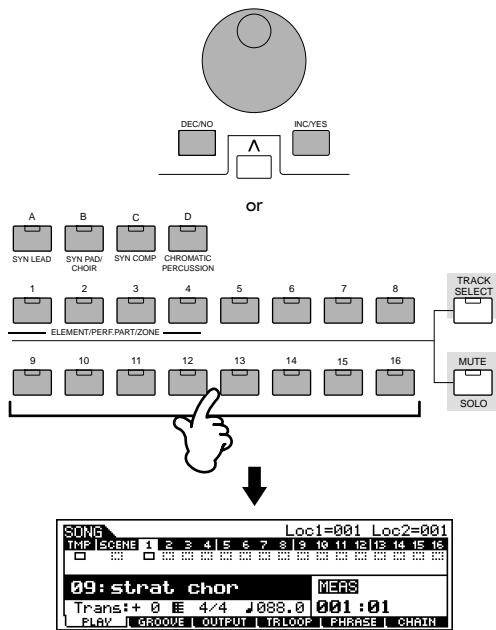 DEC/NO INC/YES
or
A B C D
SYN LEAD SYN PAD/ SYN COMP CHROMATIC
CHOIR PERCUSSION
TRACK
SELECT
1 2 3 4 5 6 7 8
ELEMENT/PERF.PART/ZONE
9 10 11 12 13 14 15 16
MUTE
SOLO
SONG Loc1=001 Loc2=001
TMP SCENE 1 2 3 4 5 6 7 8 9 10 11 12 13 14 15 16
09:strat chor MEAS
Trans:+ 0 4/4 ♩088.0 001:01
PLAY GROOVE OUTPUT TRLOOP PHRASE CHAIN